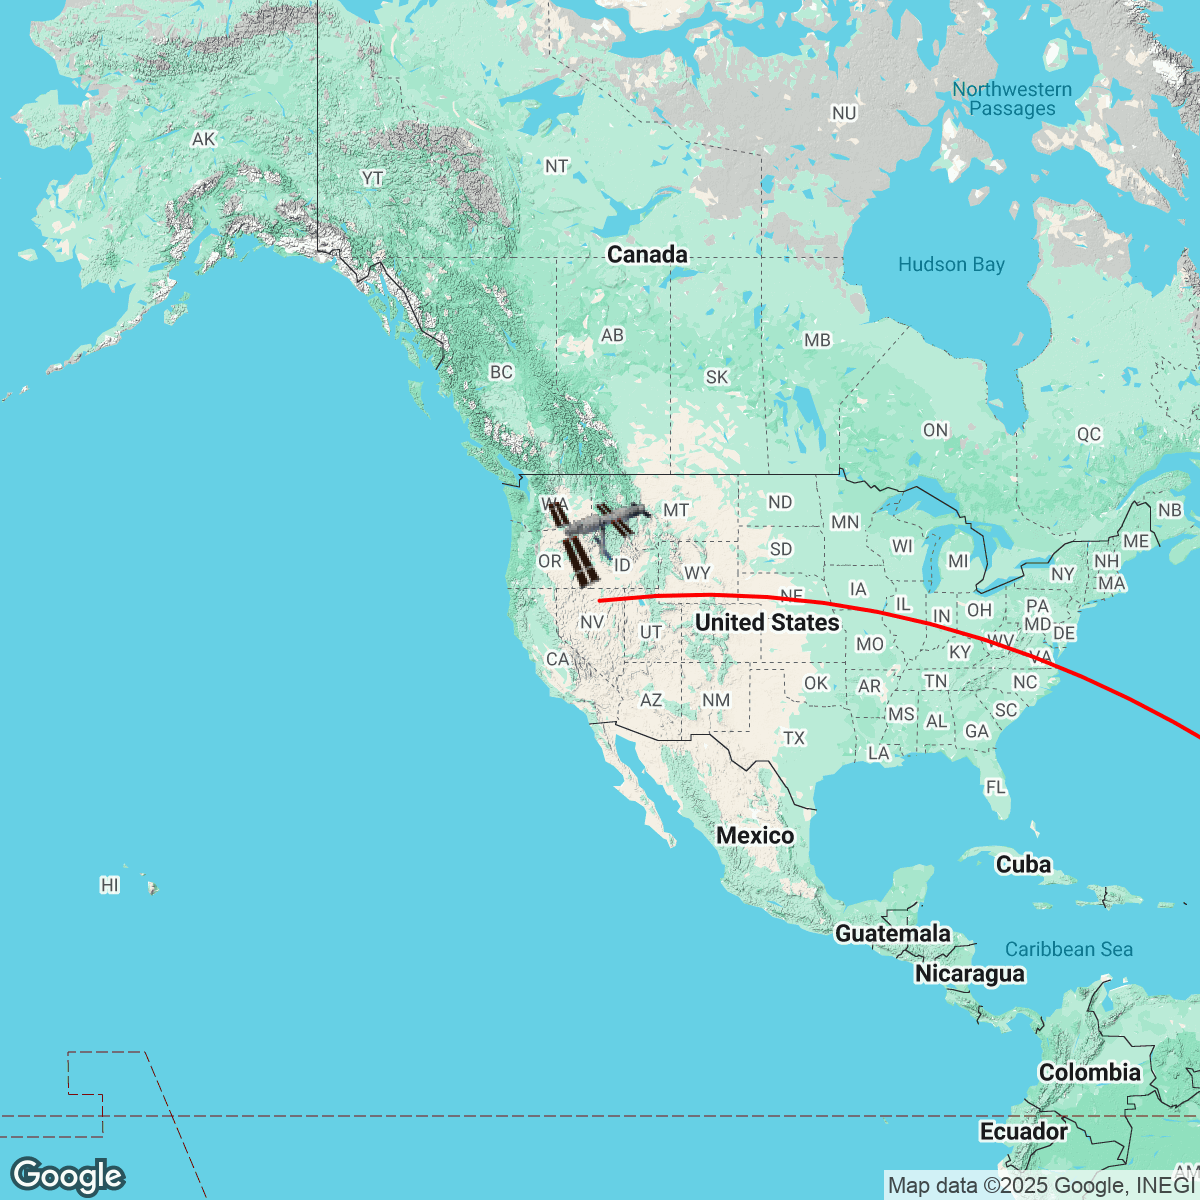 Northwestern
Passages
NU
AK
NT
YT
Canada
Hudson Bay
AB
MB
BC
SK
ON
QC
WA
MT
ND
NB
MN
ME
WI
SD
OR
ID
MI
NH
WY
NY
MA
IA
NE
IL
IN
OH
PA
NV
United States
MD
DE
UT
MO
WV
KY
VA
CA
OK
AR
TN
NC
AZ
NM
MS
AL
SC
GA
TX
LA
FL
Mexico
Cuba
HI
Guatemala
Caribbean Sea
Nicaragua
Colombia
Ecuador
AM
Google
Map data ©2025 Google, INEGI